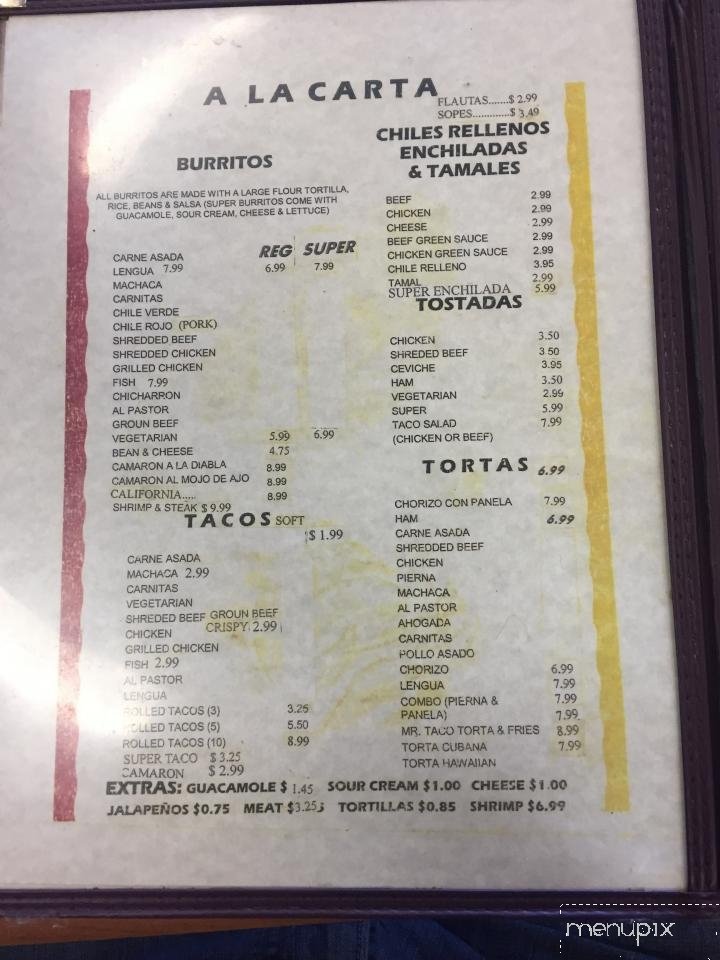 A LA CARTA
FLAUTAS.......$ 2.99
SOPES.............$ 3.49
BURRITOS
ALL BURRITOS ARE MADE WITH A LARGE FLOUR TORTILLA,
RICE, BEANS & SALSA (SUPER BURRITOS COME WITH
GUACAMOLE, SOUR CREAM, CHEESE & LETTUCE)
REG SUPER
CARNE ASADA
LENGUA 7.99 6.99 7.99
MACHACA
CARNITAS
CHILE VERDE
CHILE ROJO (PORK)
SHREDDED BEEF
SHREDDED CHICKEN
GRILLED CHICKEN
FISH 7.99
CHICHARRON
AL PASTOR
GROUN BEEF
VEGETARIAN 5.99 6.99
BEAN & CHEESE 4.75
CAMARON A LA DIABLA 8.99
CAMARON AL MOJO DE AJO 8.99
CALIFORNIA..... 8.99
SHRIMP & STEAK $ 9.99
TACOS SOFT
$ 1.99
CARNE ASADA
MACHACA 2.99
CARNITAS
VEGETARIAN
SHREDED BEEF GROUN BEEF
CHICKEN CRISPY 2.99
GRILLED CHICKEN
FISH 2.99
AL PASTOR
LENGUA
ROLLED TACOS (3) 3.25
ROLLED TACOS (5) 5.50
ROLLED TACOS (10) 8.99
SUPER TACO $ 3.25
CAMARON $ 2.99
CHILES RELLENOS
ENCHILADAS
& TAMALES
BEEF 2.99
CHICKEN 2.99
CHEESE 2.99
BEEF GREEN SAUCE 2.99
CHICKEN GREEN SAUCE 2.99
CHILE RELLENO 3.95
TAMAL 2.99
SUPER ENCHILADA 5.99
TOSTADAS
CHICKEN 3.50
SHREDED BEEF 3 50
CEVICHE 3.95
HAM 3.50
VEGETARIAN 2.99
SUPER 5.99
TACO SALAD 7.99
(CHICKEN OR BEEF)
TORTAS 6.99
CHORIZO CON PANELA 7.99
HAM 6.99
CARNE ASADA
SHREDDED BEEF
CHICKEN
PIERNA
MACHACA
AL PASTOR
AHOGADA
CARNITAS
POLLO ASADO
CHORIZO 6.99
LENGUA 7.99
COMBO (PIERNA & 7.99
PANELA) 7.99
MR. TACO TORTA & FRIES 8.99
TORTA CUBANA 7.99
TORTA HAWAIIAN
EXTRAS: GUACAMOLE $ 1.45 SOUR CREAM $1.00 CHEESE $1.00
JALAPEÑOS $0.75 MEAT $3.25 TORTILLAS $0.85 SHRIMP $6.99
menupix